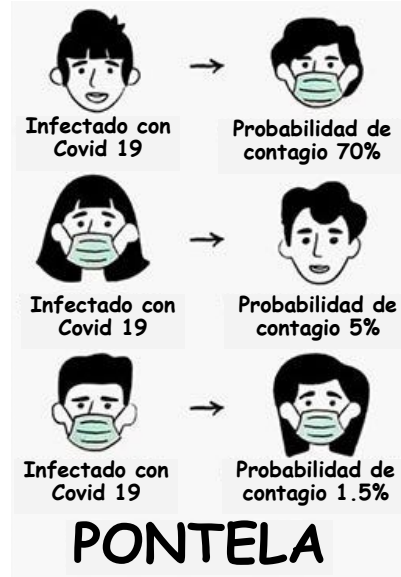 Infectado con
Covid 19
Probabilidad de
contagio 70%
Infectado con
Covid 19
Probabilidad de
contagio 5%
Infectado con
Covid 19
Probabilidad de
contagio 1.5%
PONTELA